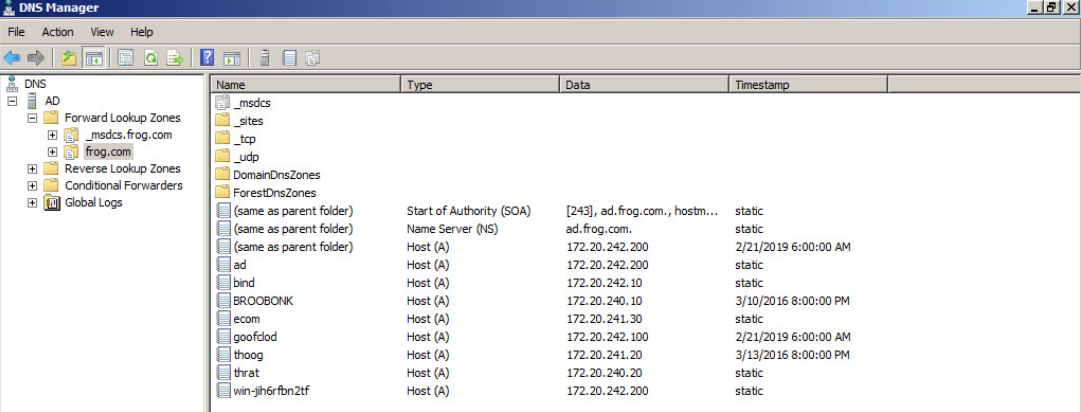 DNS Manager
File Action View Help
DNS
AD
Forward Lookup Zones
_msdcs.frog.com
frog.com
Reverse Lookup Zones
Conditional Forwarders
Global Logs
Name Type Data Timestamp
_msdcs
_sites
_tcp
_udp
DomainDnsZones
ForestDnsZones
(same as parent folder) Start of Authority (SOA) [243], ad.frog.com., hostm... static
(same as parent folder) Name Server (NS) ad.frog.com. static
(same as parent folder) Host (A) 172.20.242.200 2/21/2019 6:00:00 AM
ad Host (A) 172.20.242.200 static
bind Host (A) 172.20.242.10 static
BROOBONK Host (A) 172.20.240.10 3/10/2016 8:00:00 PM
ecom Host (A) 172.20.241.30 static
goofclod Host (A) 172.20.242.100 2/21/2019 6:00:00 AM
thoog Host (A) 172.20.241.20 3/13/2016 8:00:00 PM
thrat Host (A) 172.20.240.20 static
win-jih6rfbn2tf Host (A) 172.20.242.200 static